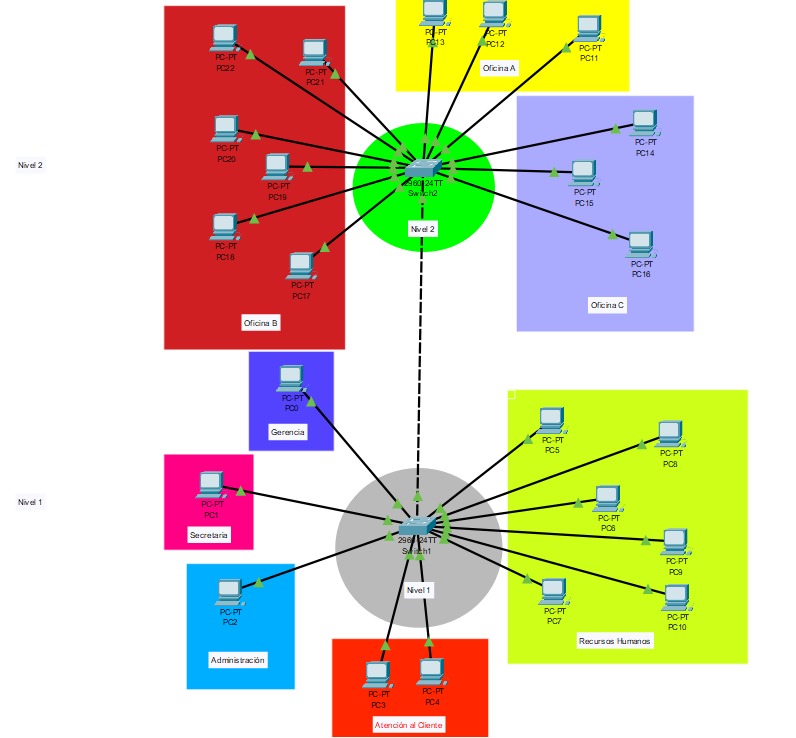 PC-PT
PC22
PC-PT
PC21
PC-PT
PC20
PC-PT
PC19
PC-PT
PC18
PC-PT
PC17
Oficina B
PC-PT
PC13
PC-PT
PC12
PC-PT
PC11
Oficina A
PC-PT
PC14
PC-PT
PC15
PC-PT
PC16
Oficina C
Nivel 2
2960-24TT
Switch2
Nivel 2
PC-PT
PC0
Gerencia
PC-PT
PC1
Secretaria
Nivel 1
PC-PT
PC2
Administración
2960-24TT
Switch1
Nivel 1
PC-PT
PC3
PC-PT
PC4
Atención al Cliente
PC-PT
PC5
PC-PT
PC8
PC-PT
PC6
PC-PT
PC9
PC-PT
PC7
PC-PT
PC10
Recursos Humanos